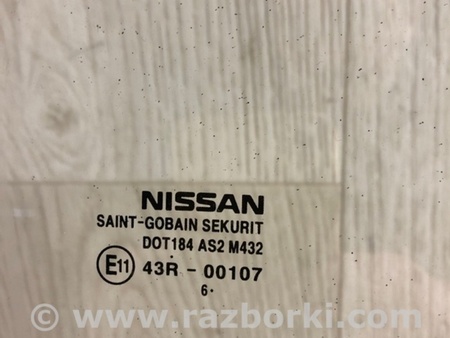 NISSAN
SAINT-GOBAIN SEKURIT
DOT184 AS2 M432
E11 43R - 00107
6·
© www.razborki.com